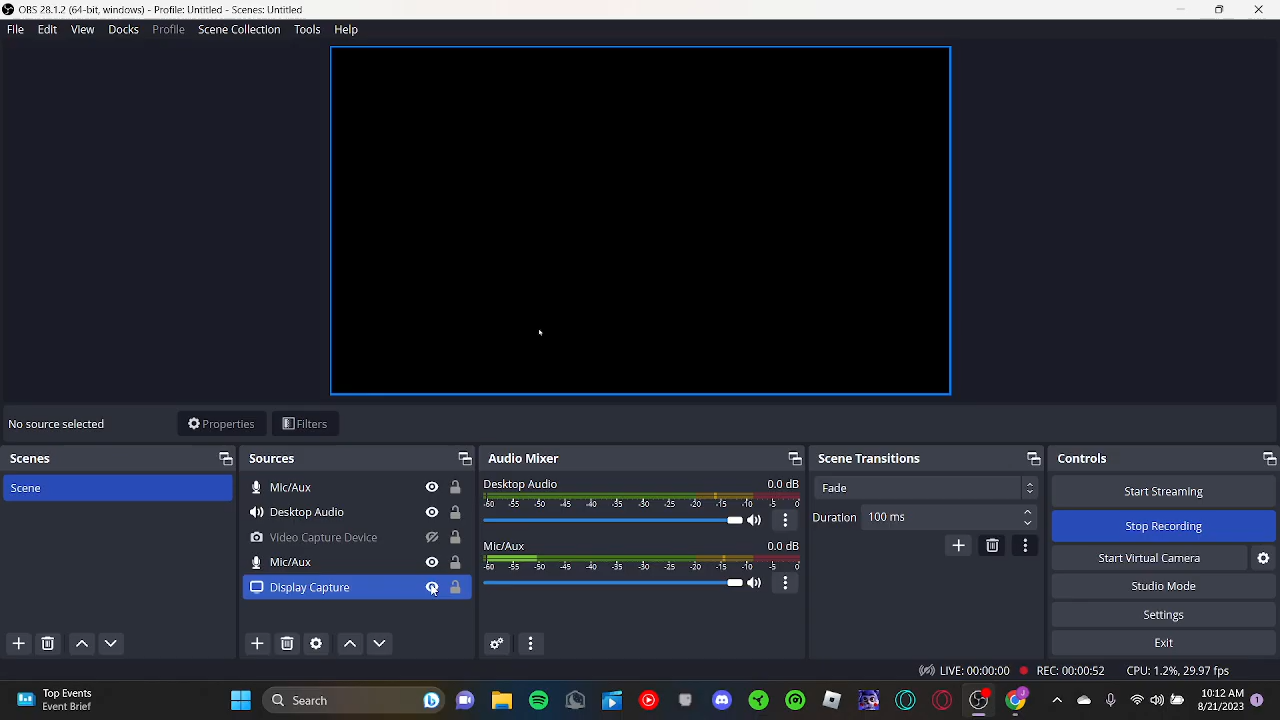 OBS 28.1.2 (64-bit, windows) - Profile: Untitled - Scenes: Untitled
File Edit View Docks Profile Scene Collection Tools Help
No source selected Properties Filters
Scenes Sources Audio Mixer Scene Transitions Controls
Scene
Mic/Aux
Desktop Audio
Video Capture Device
Mic/Aux
Display Capture
Desktop Audio 0.0 dB
-60 -55 -50 -45 -40 -35 -30 -25 -20 -15 -10 -5 0
Mic/Aux 0.0 dB
-60 -55 -50 -45 -40 -35 -30 -25 -20 -15 -10 -5 0
Fade
Duration 100 ms
Start Streaming
Stop Recording
Start Virtual Camera
Studio Mode
Settings
Exit
LIVE: 00:00:00 REC: 00:00:52 CPU: 1.2%, 29.97 fps
Top Events
Event Brief
Search
10:12 AM
8/21/2023
1